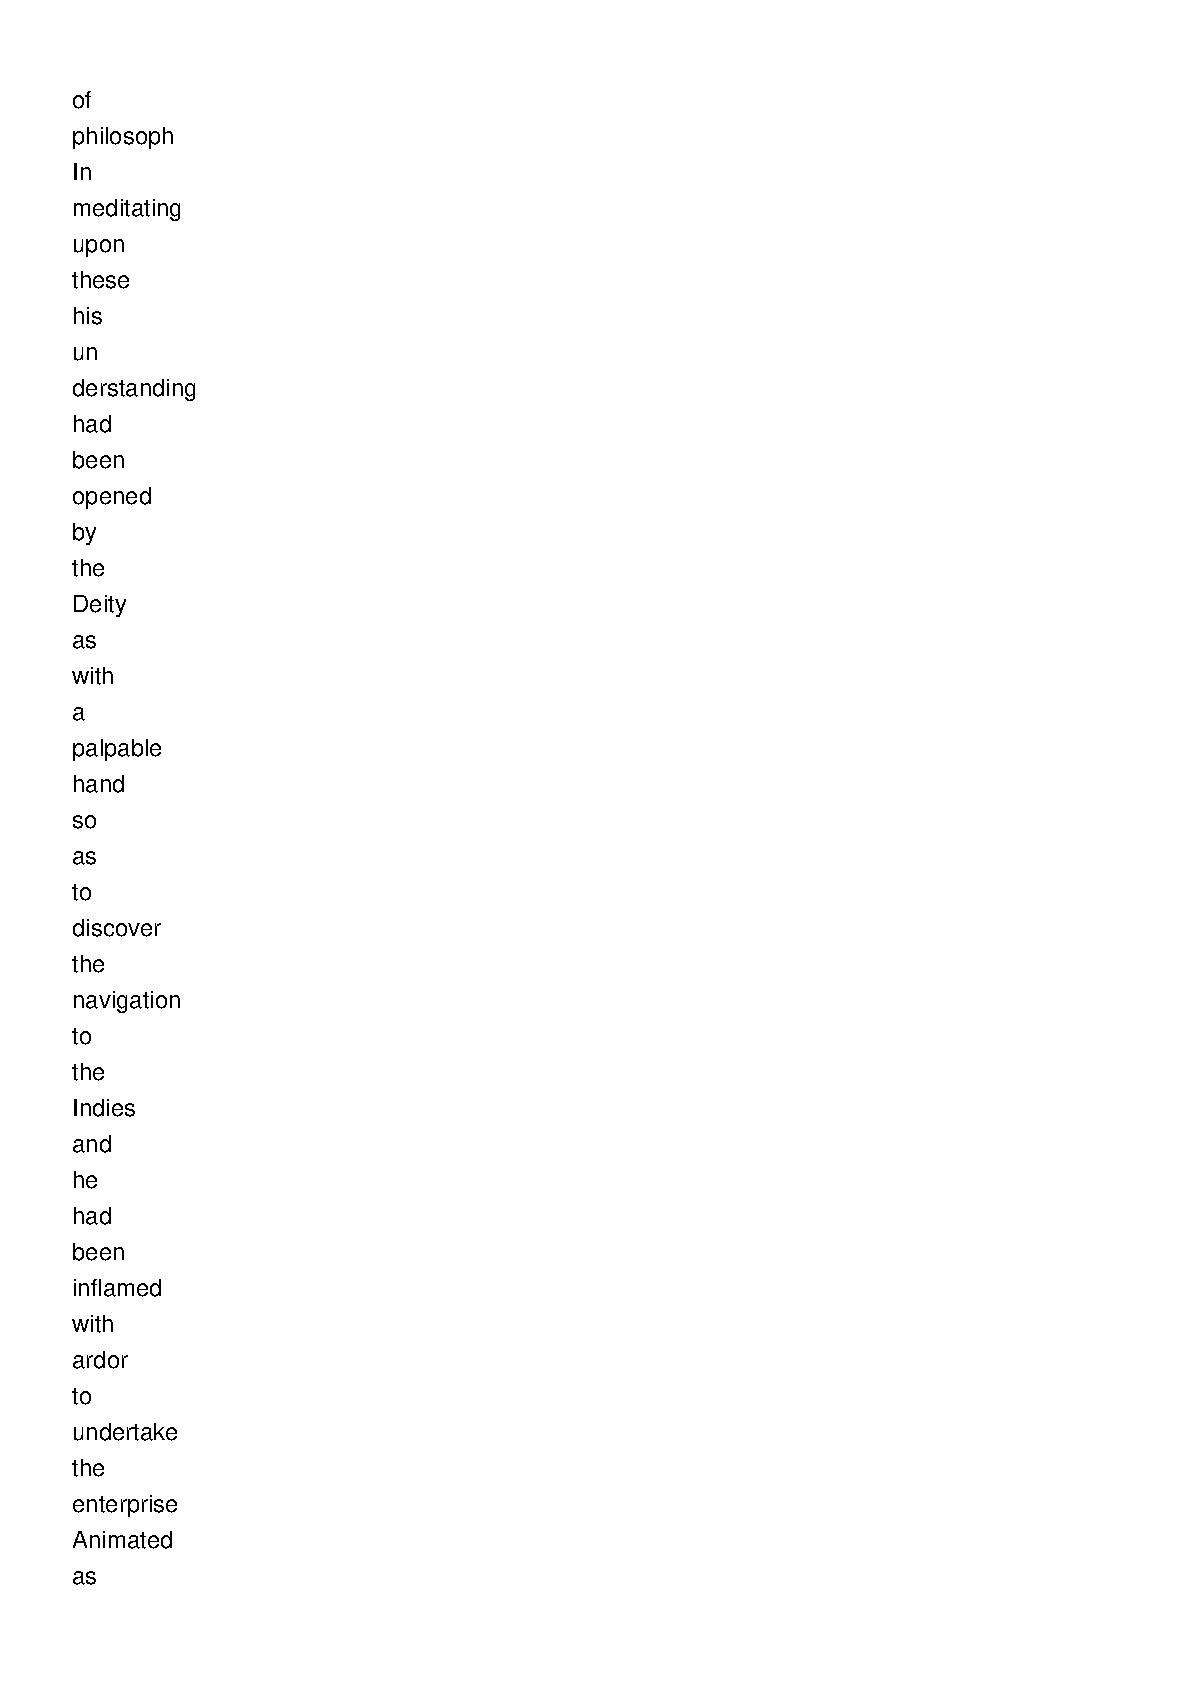 of
philosoph
In
meditating
upon
these
his
un
derstanding
had
been
opened
by
the
Deity
as
with
a
palpable
hand
so
as
to
discover
the
navigation
to
the
Indies
and
he
had
been
inflamed
with
ardor
to
undertake
the
enterprise
Animated
as